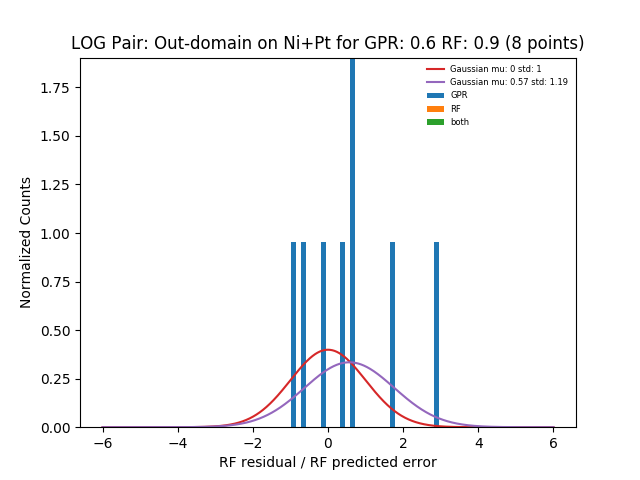 LOG Pair: Out-domain on Ni+Pt for GPR: 0.6 RF: 0.9 (8 points)
Gaussian mu: 0 std: 1
Gaussian mu: 0.57 std: 1.19
GPR
RF
both
1.75
1.50
1.25
1.00
0.75
0.50
0.25
0.00
Normalized Counts
−6
−4
−2
0
2
4
6
RF residual / RF predicted error